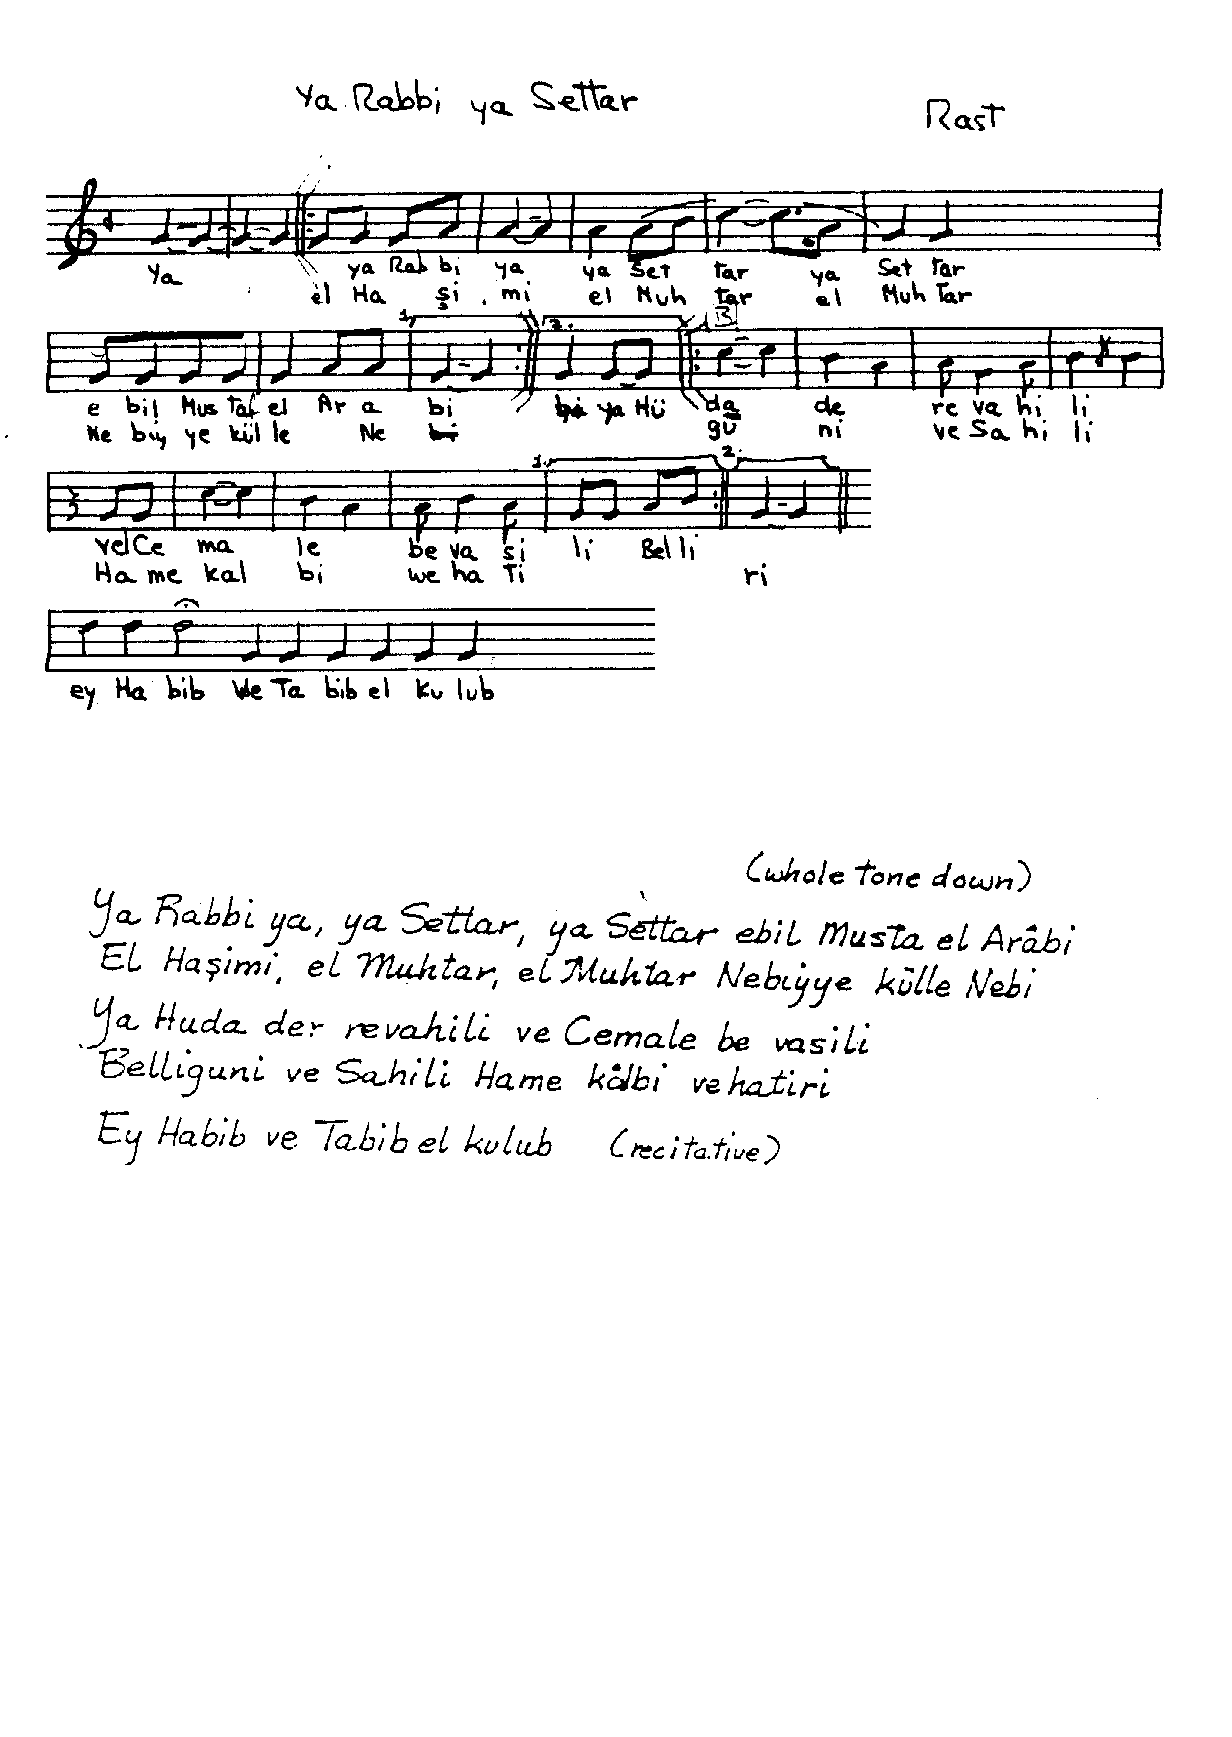 Ya Rabbi ya Settar
Rast
Ya ya Rab bi ya ya Set tar ya Set tar
el Ha şi mi el Muh tar el Muh tar
1. 2. B
e bil Mus taf el Ar a bi bi ya Hü da de re va hi li
Ne biy ye kül le Ne bi gü ni ve Sa hi li
1. 2.
vel Ce ma le be va si li Bel li
Ha me kal bi we ha ti ri
ey Ha bib We Ta bib el ku lub
(whole tone down)
Ya Rabbi ya, ya Settar, ya Settar ebil Musta el Arâbi
El Haşimi, el Muhtar, el Muhtar Nebiyye külle Nebi
Ya Huda der revahili ve Cemale be vasili
Belliguni ve Sahili Hame kâlbi vehatiri
Ey Habib ve Tabib el kulub (recitative)